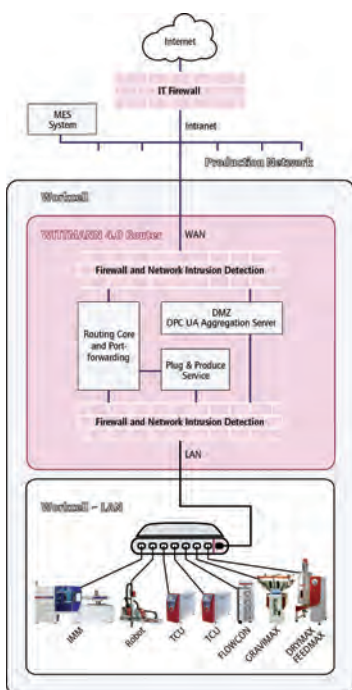 Internet
IT Firewall
MES
System
Intranet
Production Network
Workzell
WITTMANN 4.0 Router
WAN
Firewall and Network Intrusion Detection
Routing Core
and Port-
forwarding
DMZ
OPC UA Aggregation Server
Plug & Produce
Service
Firewall and Network Intrusion Detection
LAN
Workzell – LAN
IMM
Robot
TCU
TCU
FLOWCON
GRAVIMAX
DRYMAX
FEEDMAX